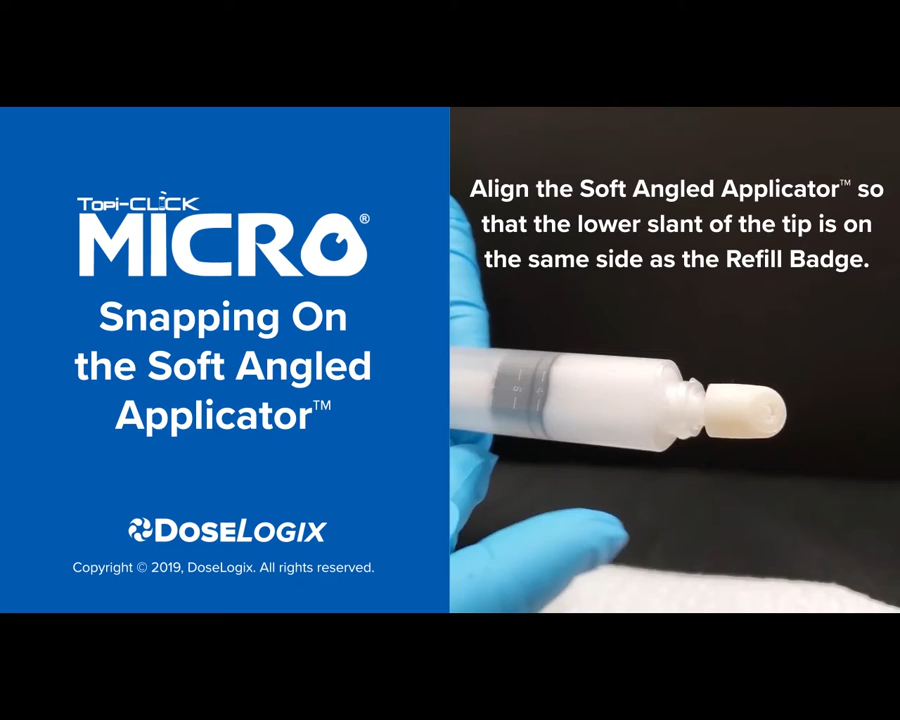 Topi-CLICK
MICRO®
Snapping On
the Soft Angled
Applicator™
DOSELOGIX
Copyright © 2019, DoseLogix. All rights reserved.
Align the Soft Angled Applicator™ so
that the lower slant of the tip is on
the same side as the Refill Badge.